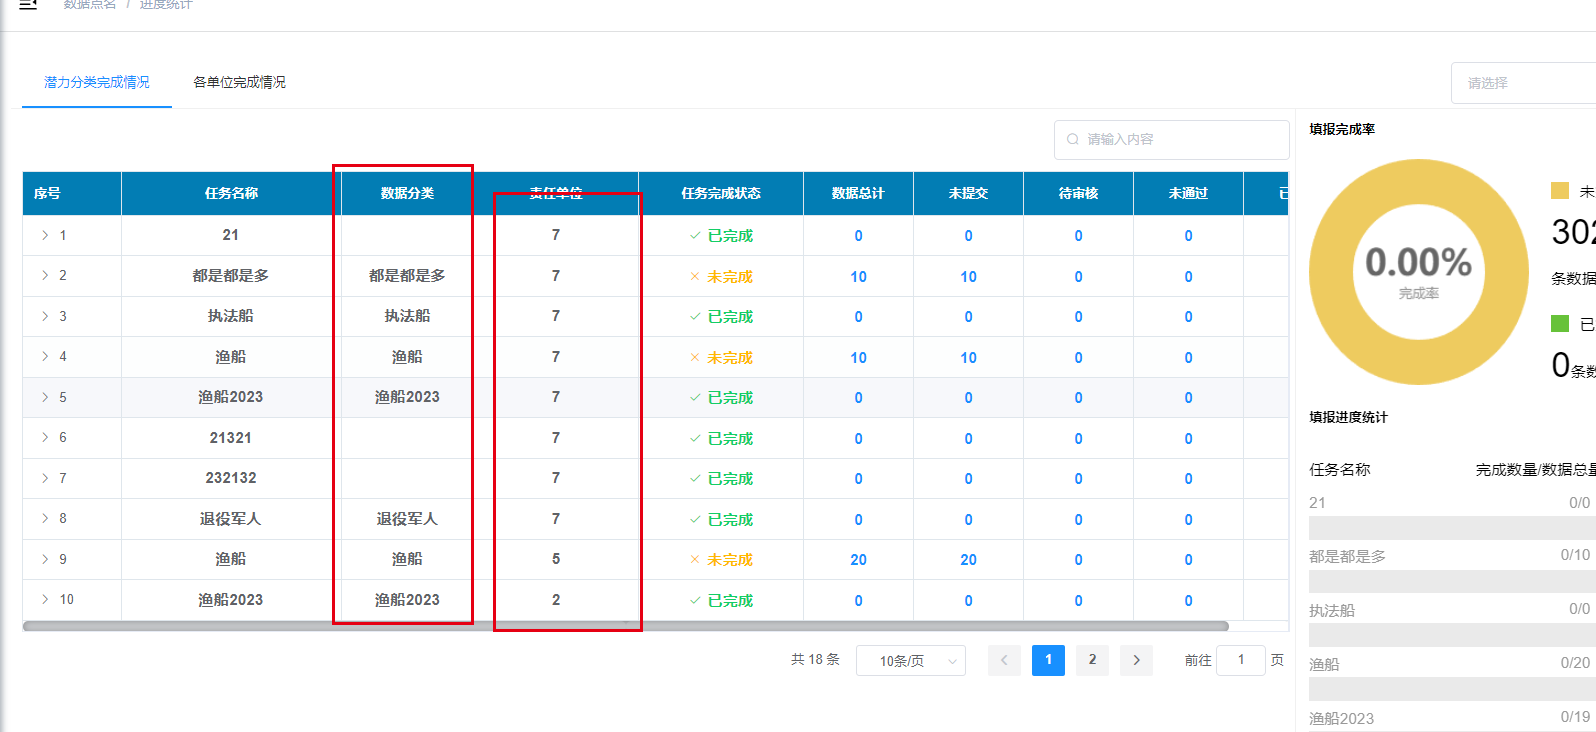 数据点名 / 进度统计
潜力分类完成情况 各单位完成情况
请选择
请输入内容
填报完成率
序号 任务名称 数据分类 责任单位 任务完成状态 数据总计 未提交 待审核 未通过
1 21 7 已完成 0 0 0 0
2 都是都是多 都是都是多 7 未完成 10 10 0 0
3 执法船 执法船 7 已完成 0 0 0 0
4 渔船 渔船 7 未完成 10 10 0 0
5 渔船2023 渔船2023 7 已完成 0 0 0 0
6 21321 7 已完成 0 0 0 0
7 232132 7 已完成 0 0 0 0
8 退役军人 退役军人 7 已完成 0 0 0 0
9 渔船 渔船 5 未完成 20 20 0 0
10 渔船2023 渔船2023 2 已完成 0 0 0 0
共 18 条 10条/页 1 2 前往 1 页
0.00%
完成率
未
302
条数据
已
0条数
填报进度统计
任务名称 完成数量/数据总量
21 0/0
都是都是多 0/10
执法船 0/0
渔船 0/20
渔船2023 0/19